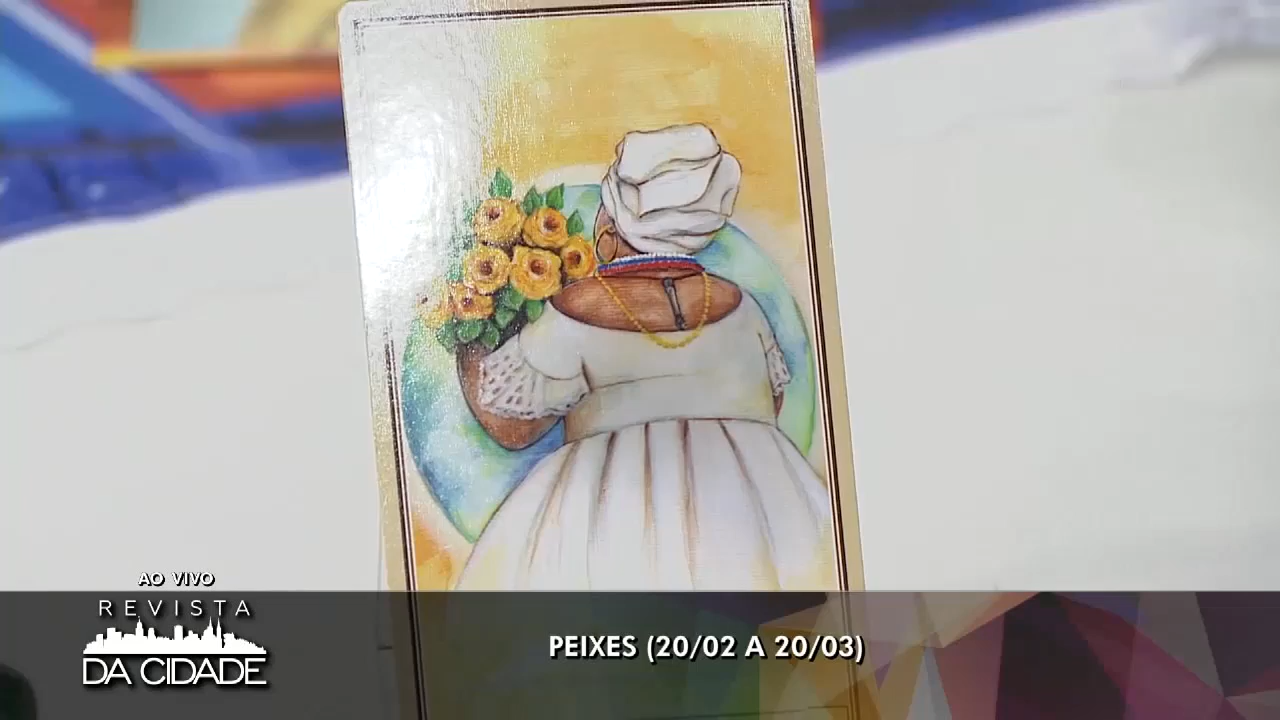 AO VIVO
REVISTA
DA CIDADE
PEIXES (20/02 A 20/03)